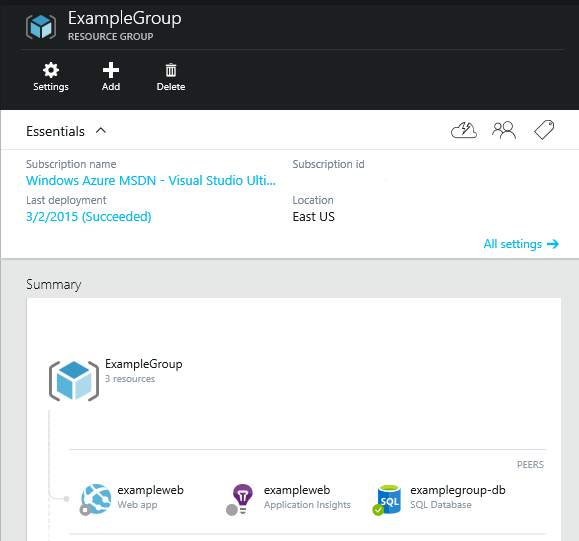 ExampleGroup
RESOURCE GROUP
Settings
Add
Delete
Essentials
Subscription name
Subscription id
Windows Azure MSDN - Visual Studio Ulti...
Last deployment
Location
3/2/2015 (Succeeded)
East US
All settings
Summary
ExampleGroup
3 resources
PEERS
exampleweb
Web app
exampleweb
Application Insights
SQL
examplegroup-db
SQL Database